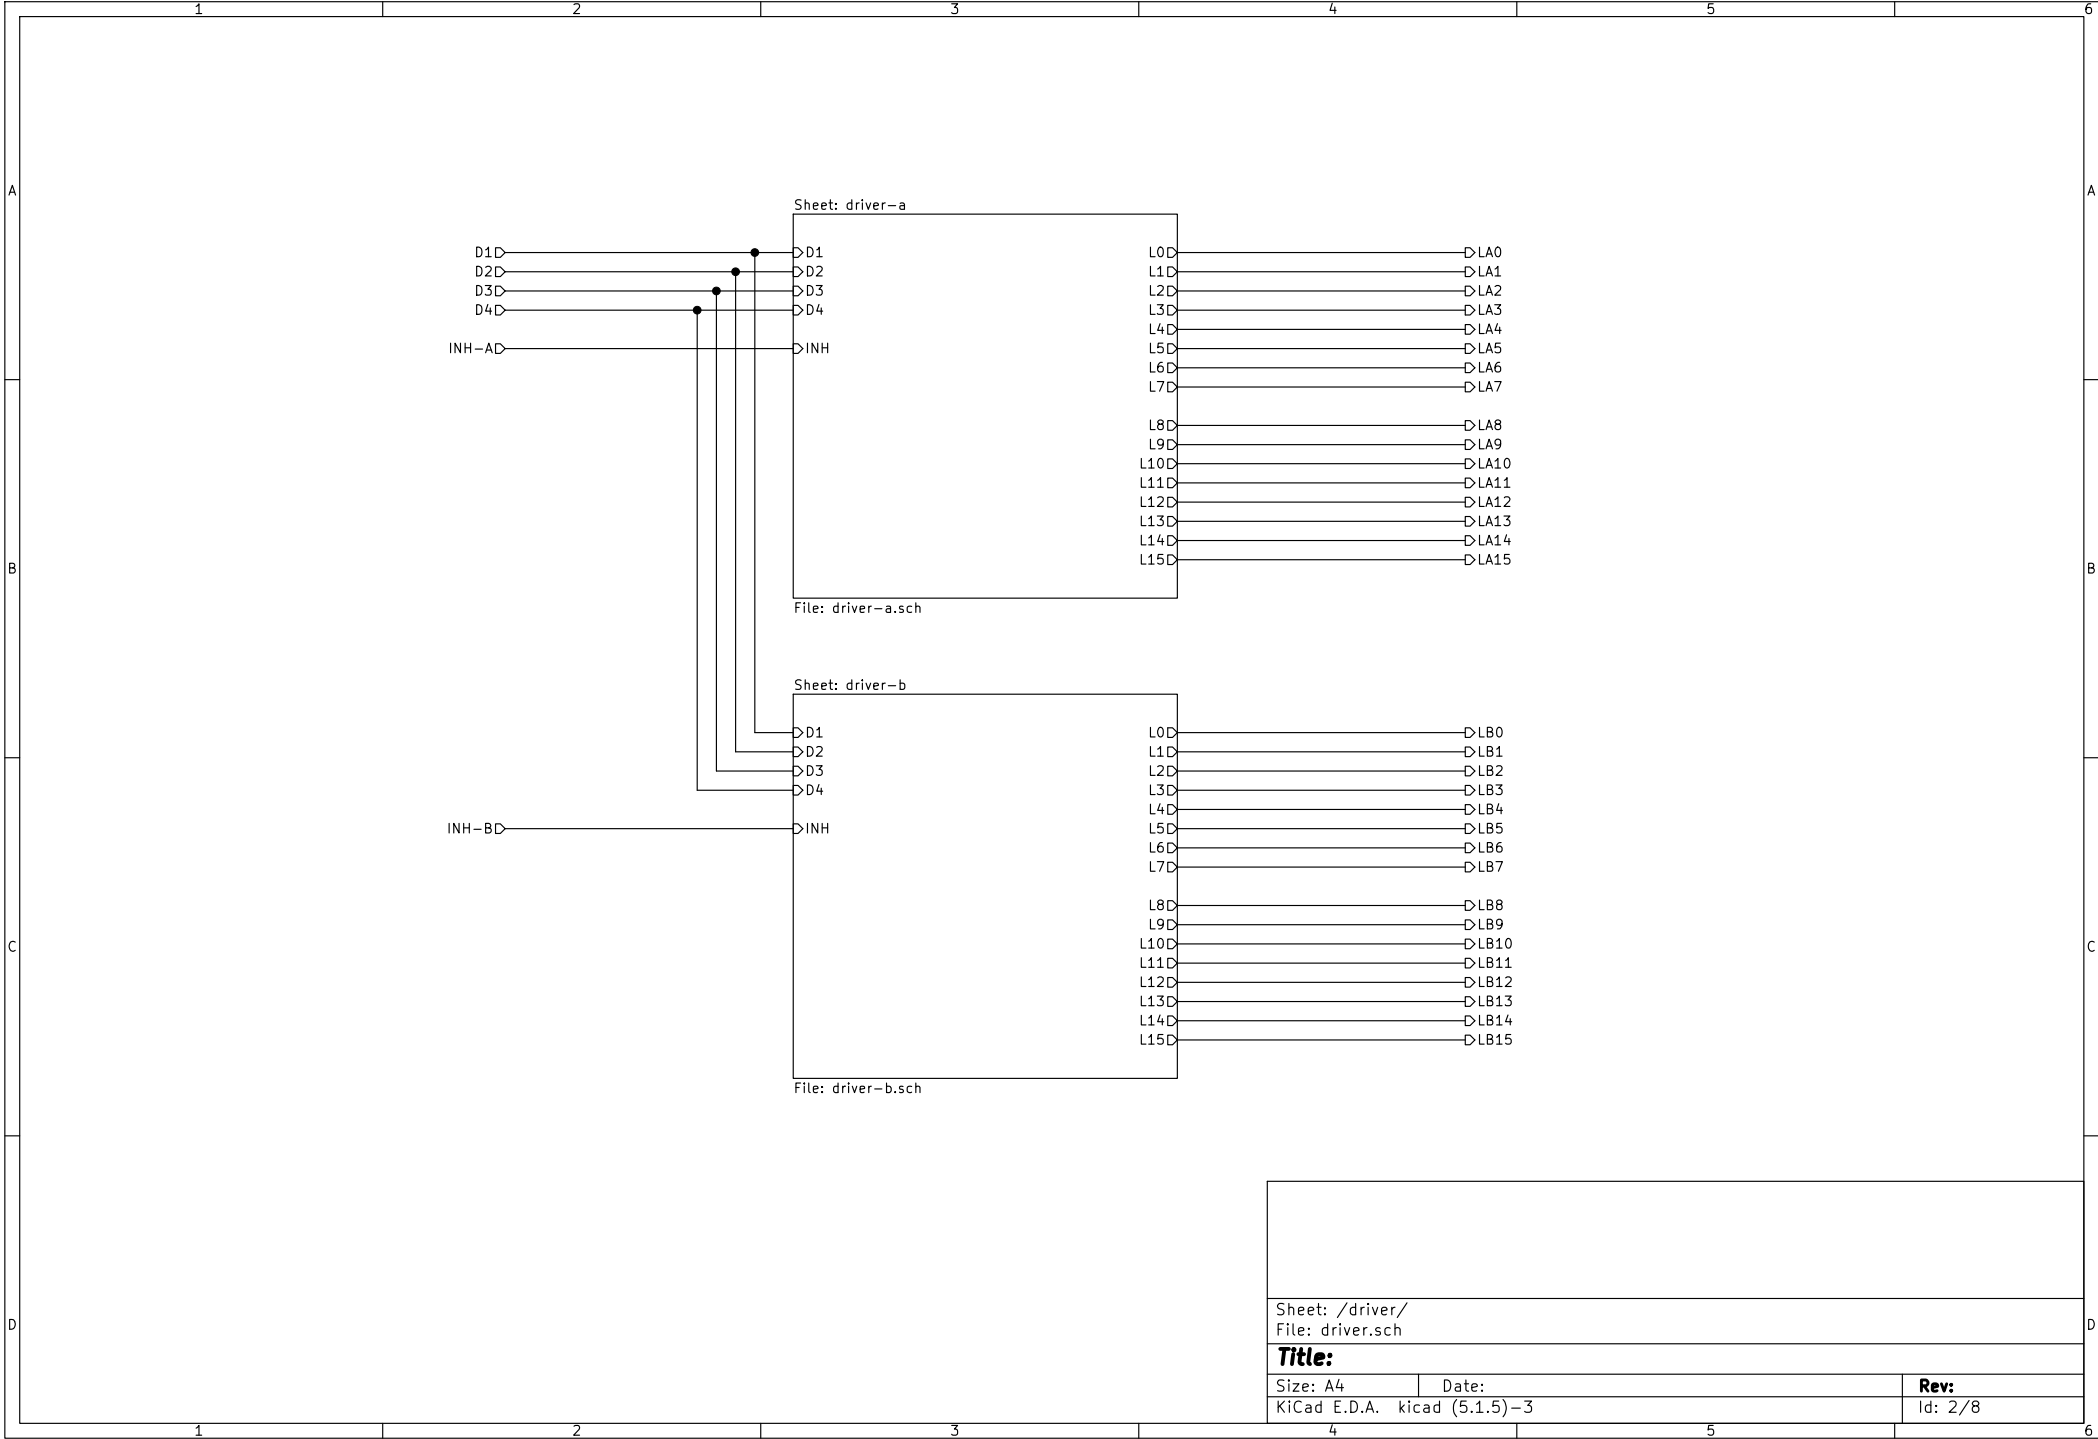 1 2 3 4 5 6
A A
Sheet: driver-a
D1 D1 L0 LA0
D2 D2 L1 LA1
D3 D3 L2 LA2
D4 D4 L3 LA3
L4 LA4
INH-A INH L5 LA5
L6 LA6
L7 LA7
L8 LA8
L9 LA9
L10 LA10
L11 LA11
L12 LA12
L13 LA13
L14 LA14
L15 LA15
B B
File: driver-a.sch
Sheet: driver-b
D1 L0 LB0
D2 L1 LB1
D3 L2 LB2
D4 L3 LB3
L4 LB4
INH-B INH L5 LB5
L6 LB6
L7 LB7
L8 LB8
L9 LB9
C L10 LB10 C
L11 LB11
L12 LB12
L13 LB13
L14 LB14
L15 LB15
File: driver-b.sch
Sheet: /driver/
D File: driver.sch D
Title:
Size: A4 Date: Rev:
KiCad E.D.A. kicad (5.1.5)-3 Id: 2/8
1 2 3 4 5 6